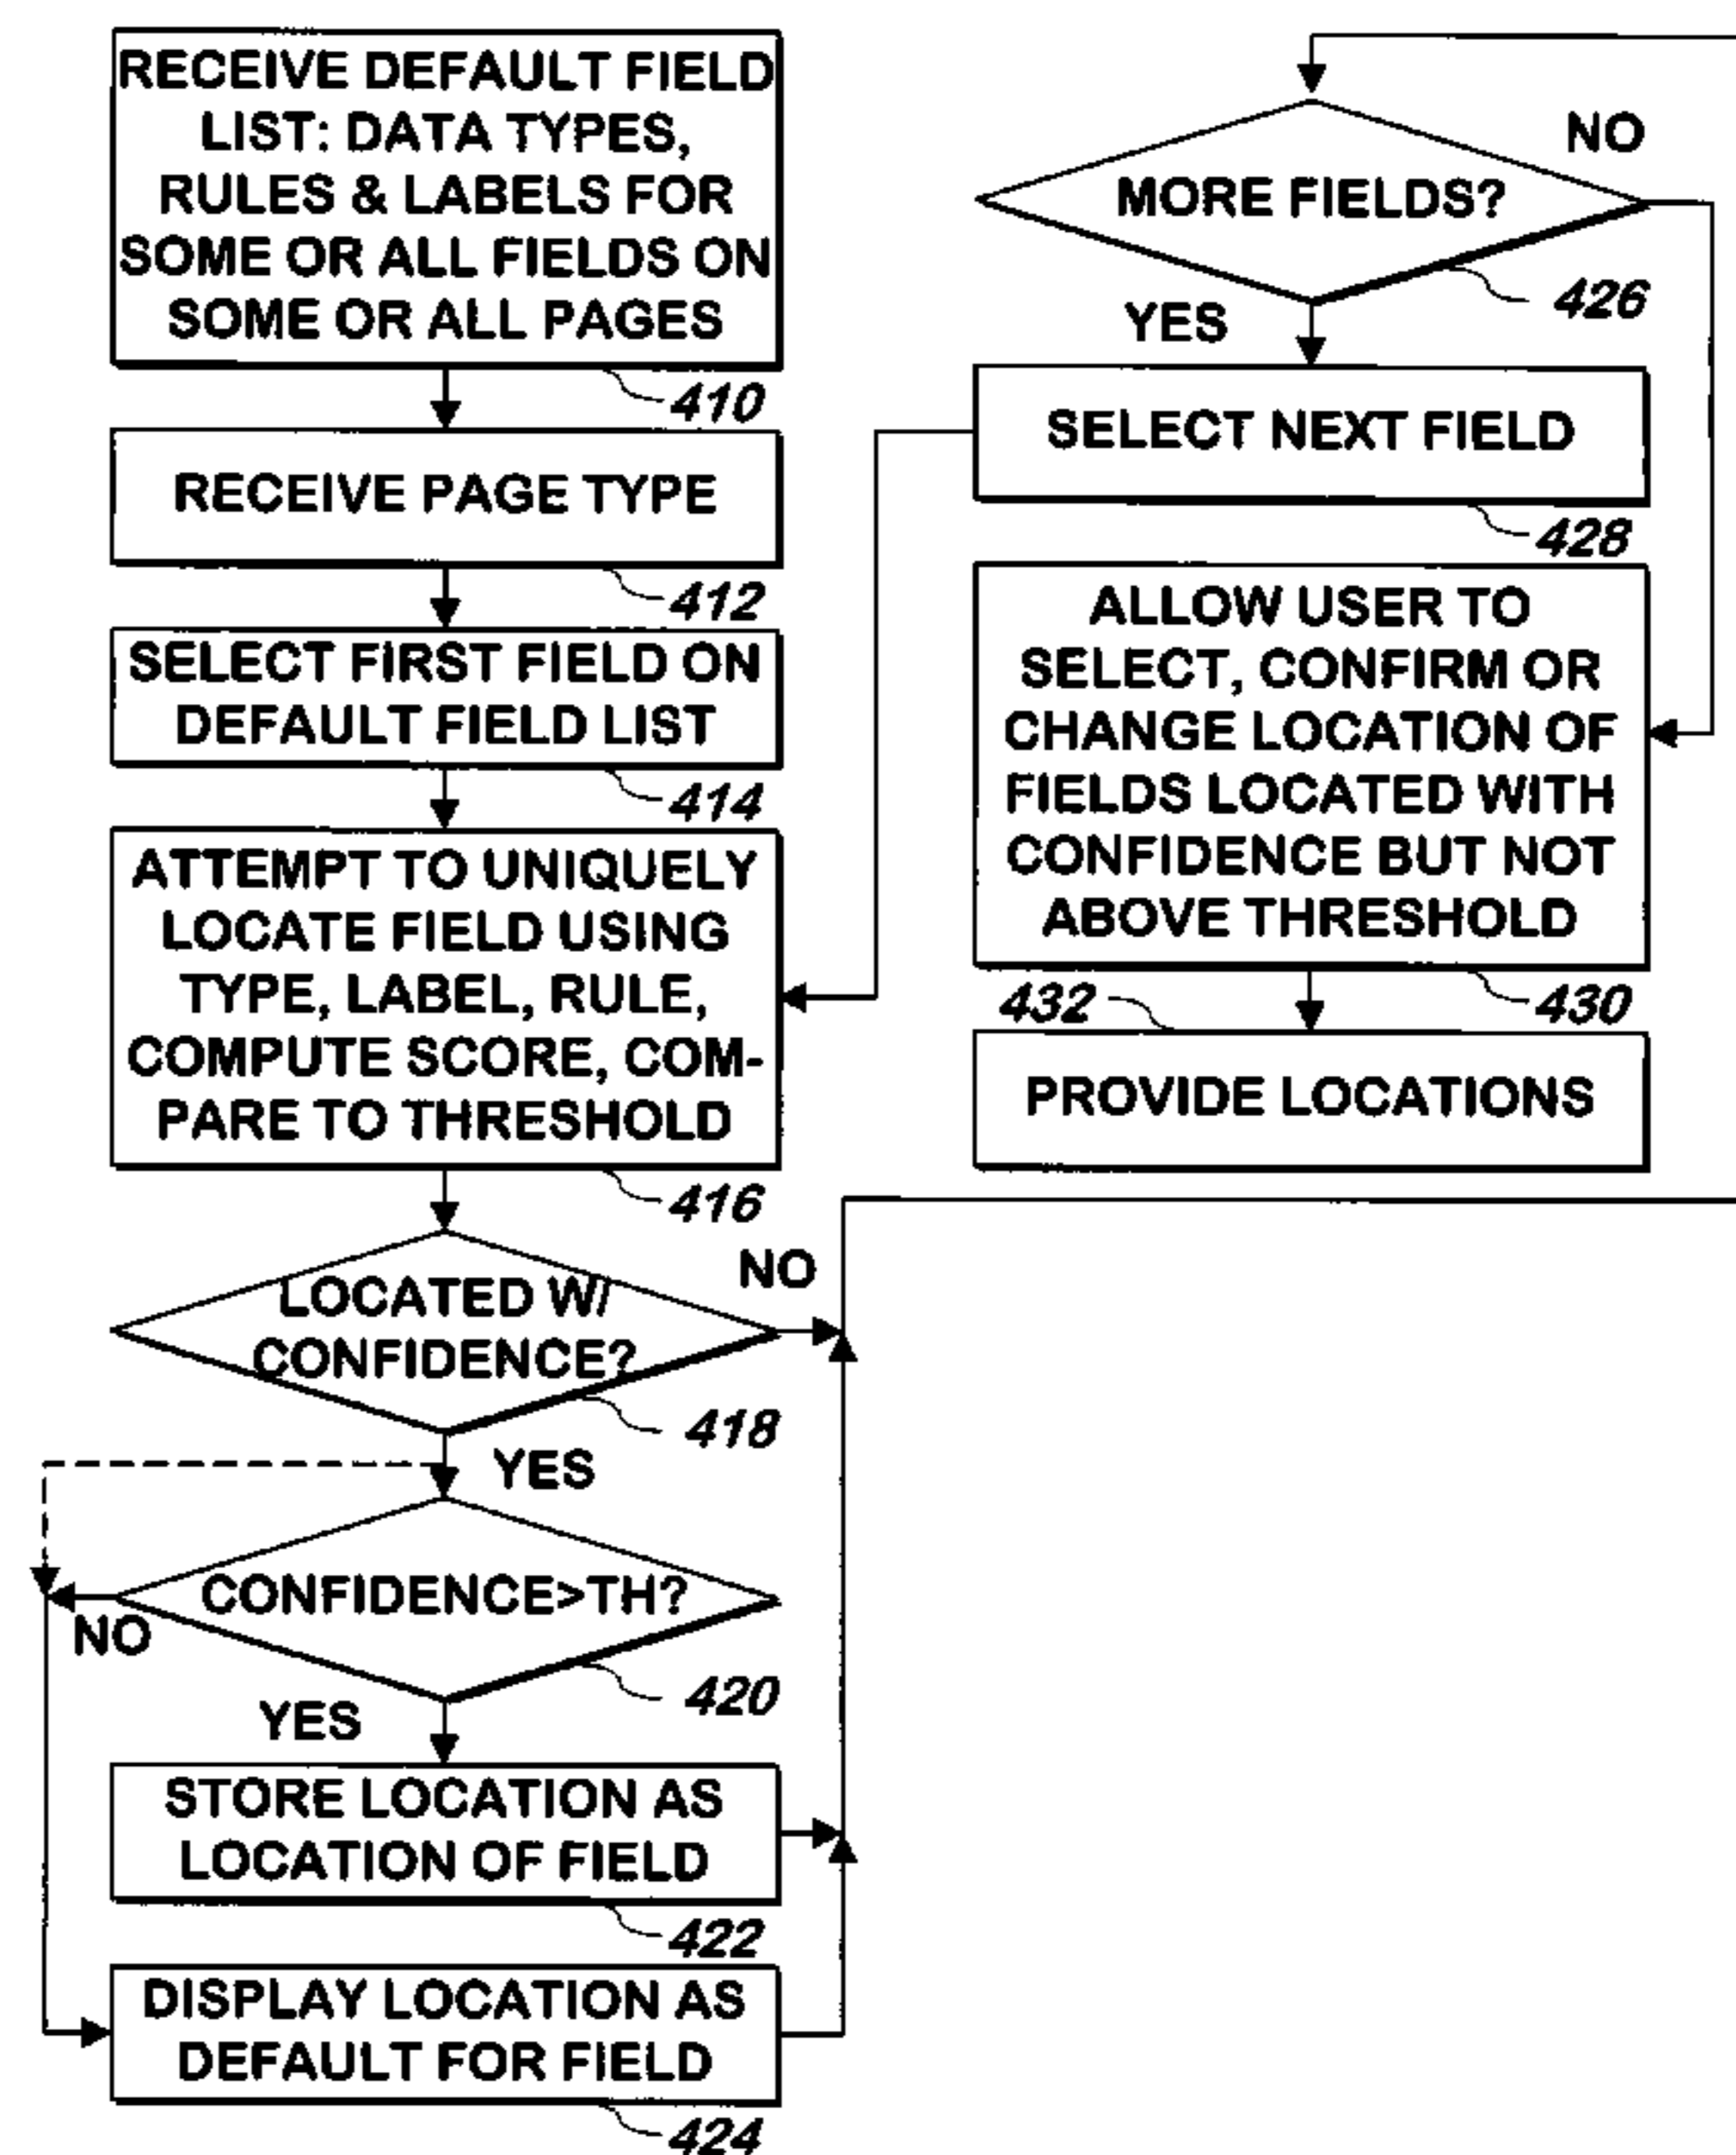 RECEIVE DEFAULT FIELD
LIST: DATA TYPES,
RULES & LABELS FOR
SOME OR ALL FIELDS ON
SOME OR ALL PAGES
410
RECEIVE PAGE TYPE
412
SELECT FIRST FIELD ON
DEFAULT FIELD LIST
414
ATTEMPT TO UNIQUELY
LOCATE FIELD USING
TYPE, LABEL, RULE,
COMPUTE SCORE, COM-
PARE TO THRESHOLD
416
LOCATED W/
CONFIDENCE?
NO
418
YES
CONFIDENCE>TH?
NO
420
YES
STORE LOCATION AS
LOCATION OF FIELD
422
DISPLAY LOCATION AS
DEFAULT FOR FIELD
424
MORE FIELDS?
NO
426
YES
SELECT NEXT FIELD
428
ALLOW USER TO
SELECT, CONFIRM OR
CHANGE LOCATION OF
FIELDS LOCATED WITH
CONFIDENCE BUT NOT
ABOVE THRESHOLD
430
432
PROVIDE LOCATIONS